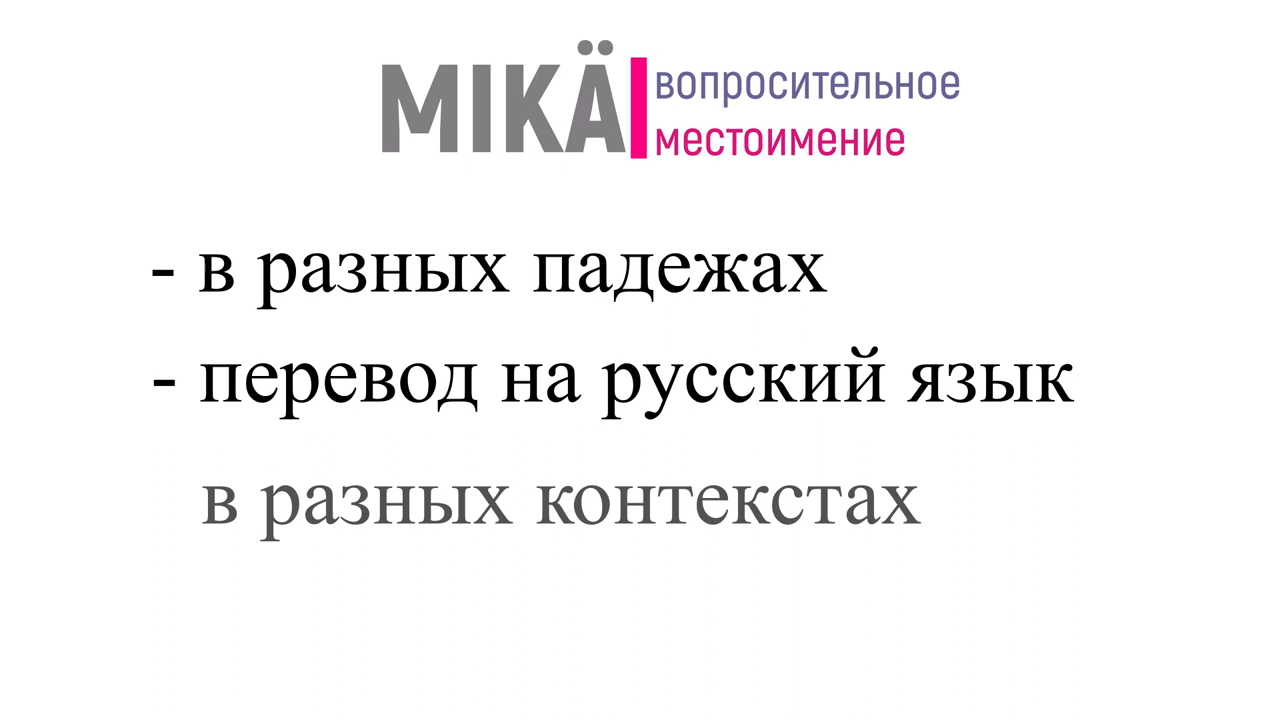 MIKÄ
вопросительное
местоимение
- в разных падежах
- перевод на русский язык
в разных контекстах